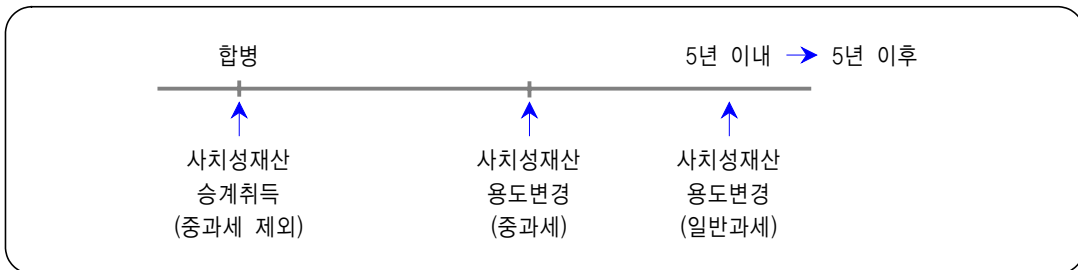 합병
5년 이내 → 5년 이후
사치성재산
승계취득
(중과세 제외)
사치성재산
용도변경
(중과세)
사치성재산
용도변경
(일반과세)